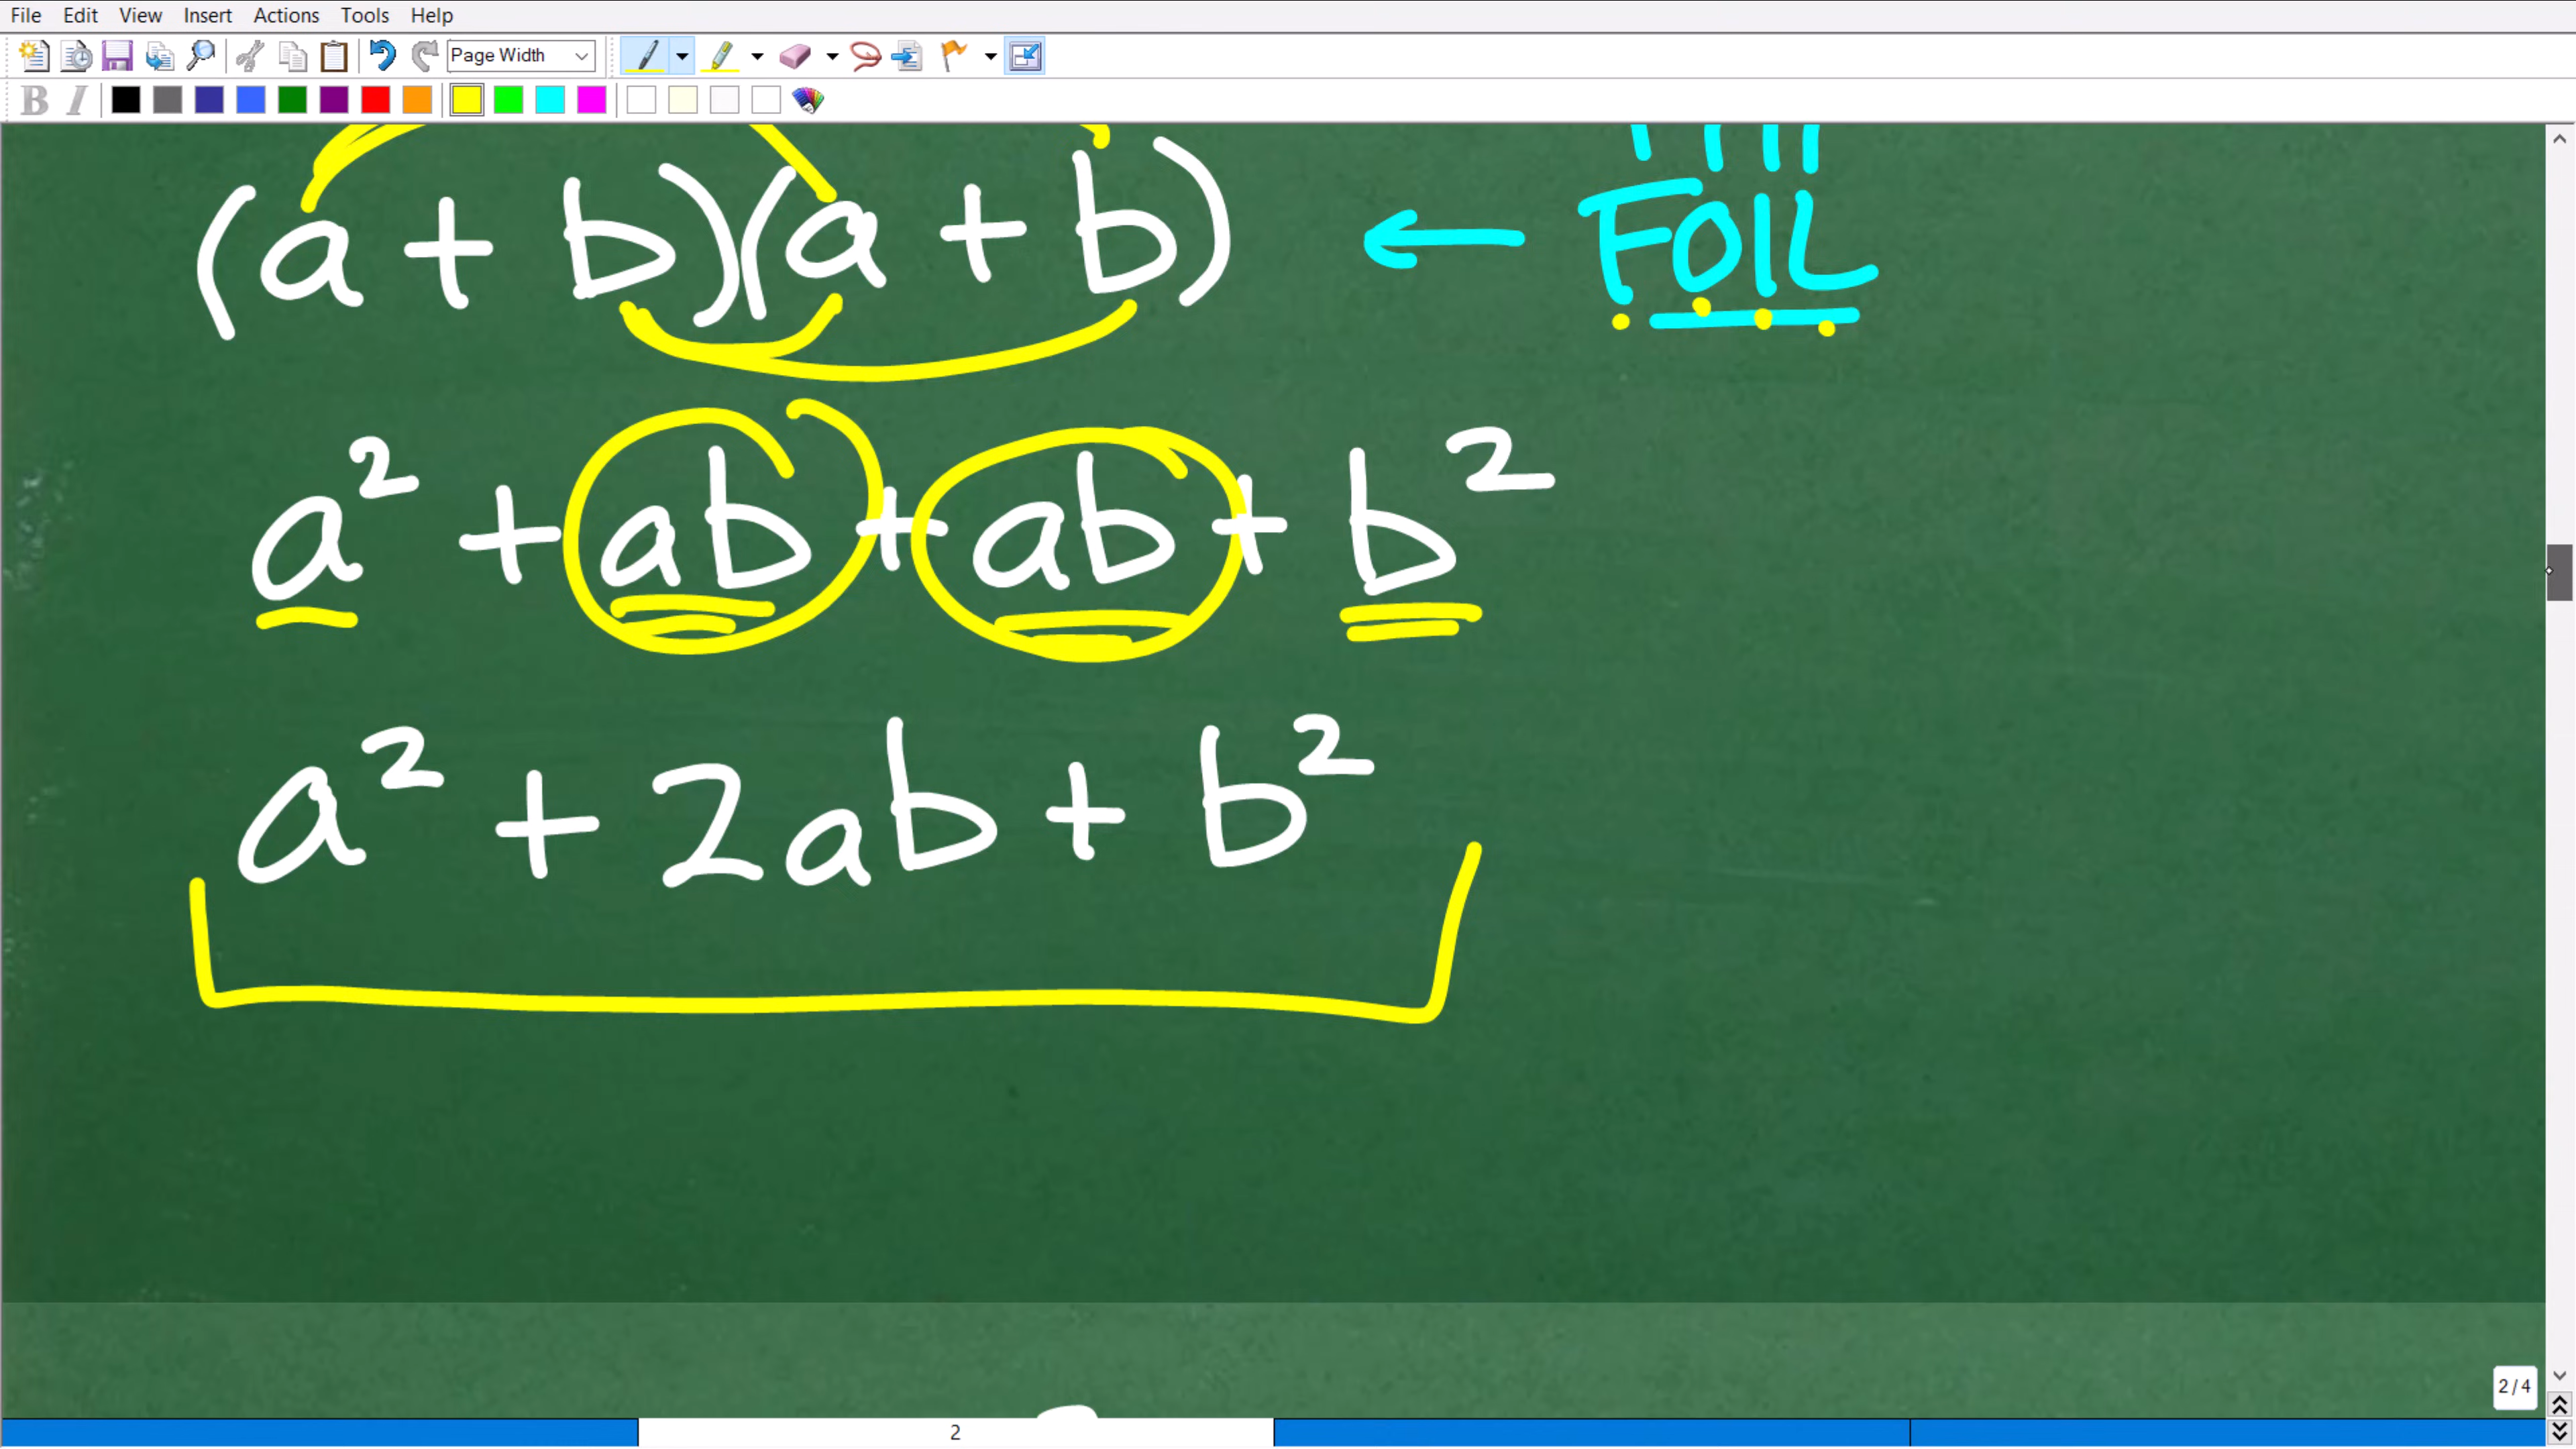 File Edit View Insert Actions Tools Help
Page Width
B I
(a + b)(a + b) ← FOIL
a² + ab + ab + b²
a² + 2ab + b²
2/4
2